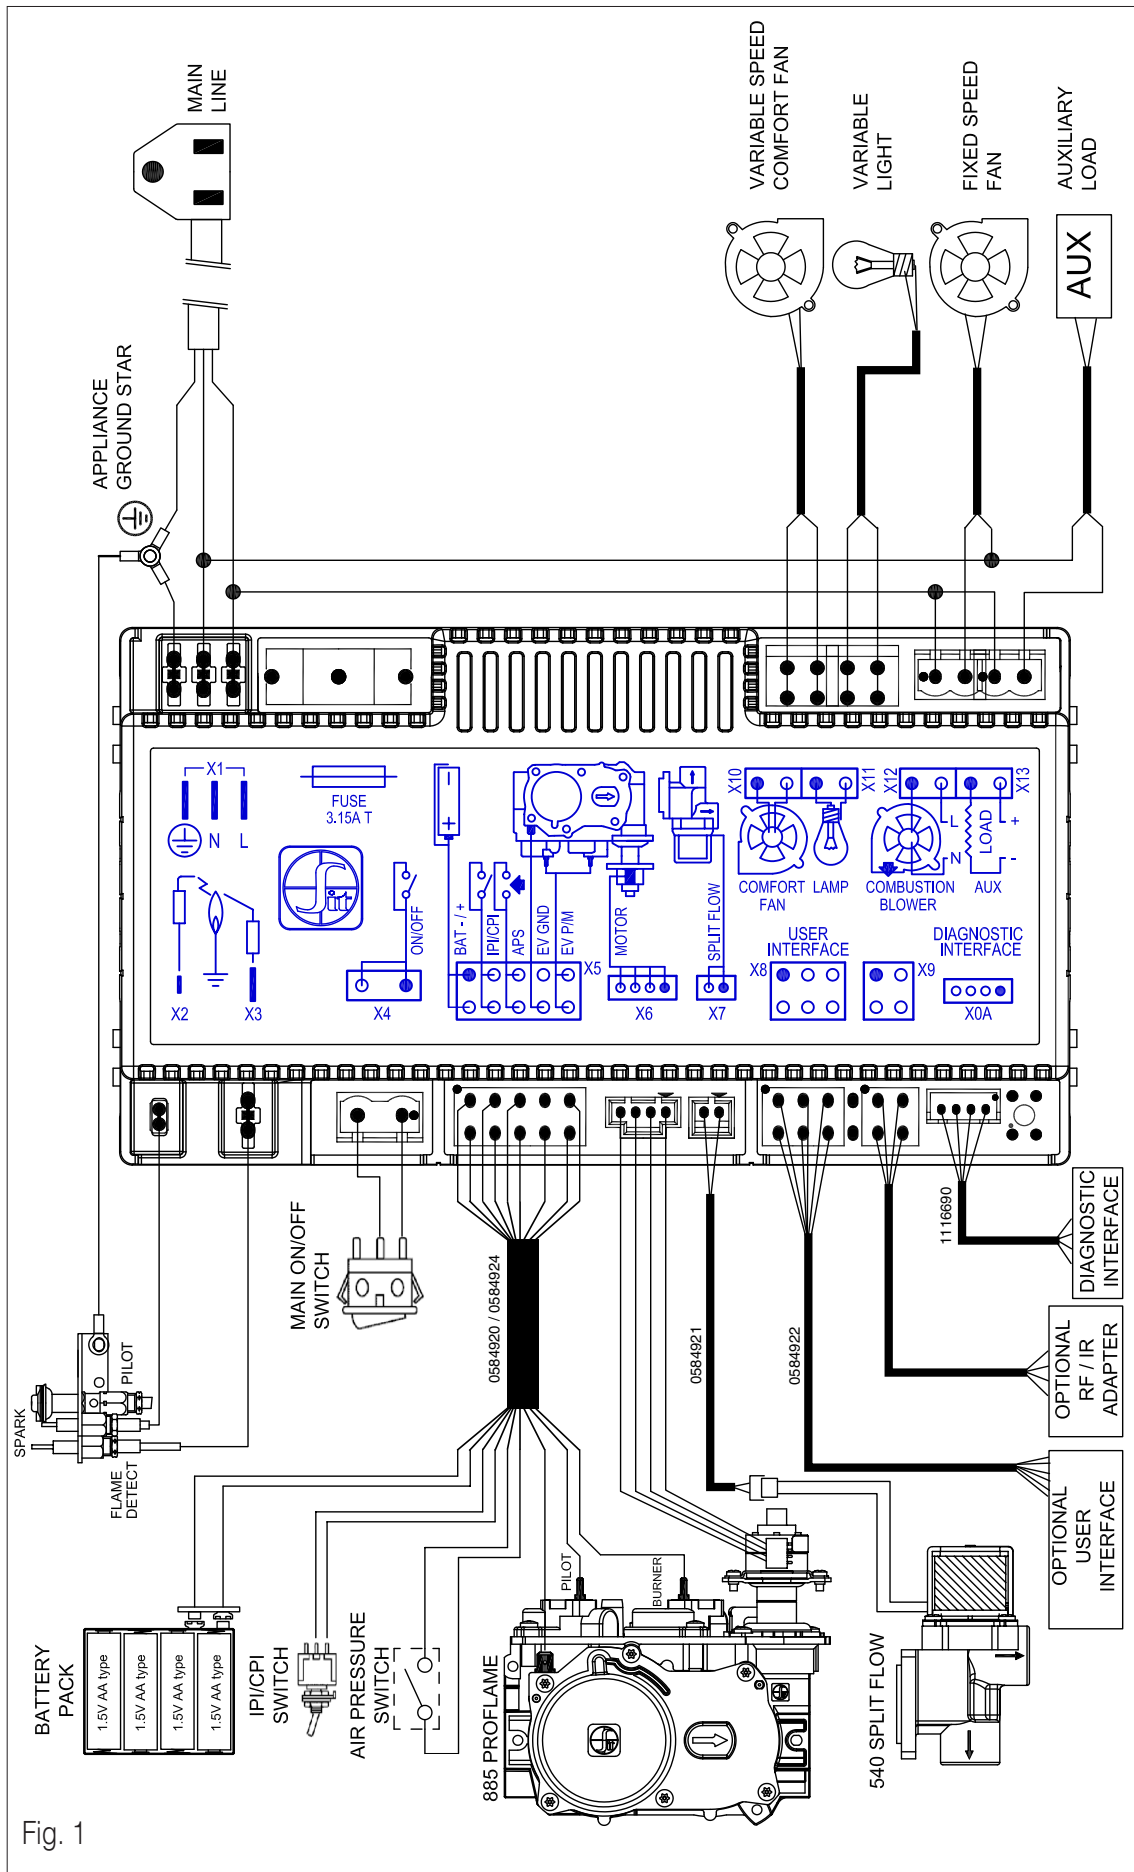 MAIN
LINE
APPLIANCE
GROUND STAR
VARIABLE SPEED
COMFORT FAN
VARIABLE
LIGHT
FIXED SPEED
FAN
AUXILIARY
LOAD
AUX
X1
N
L
X2
X3
FUSE
3.15A T
Sit
ON/OFF
X4
BAT - / +
IPI/CPI
APS
EV GND
EV P/M
X5
- +
MOTOR
X6
SPLIT FLOW
X7
X10
X11
X12
X13
COMFORT
FAN
LAMP
COMBUSTION
BLOWER
N
L
LOAD
- +
AUX
USER
INTERFACE
X8
X9
DIAGNOSTIC
INTERFACE
X0A
SPARK
PILOT
FLAME
DETECT
MAIN ON/OFF
SWITCH
0584920 / 0584924
0584921
0584922
1116690
DIAGNOSTIC
INTERFACE
OPTIONAL
RF / IR
ADAPTER
OPTIONAL
USER
INTERFACE
BATTERY
PACK
1.5V AA type
1.5V AA type
1.5V AA type
1.5V AA type
IPI/CPI
SWITCH
AIR PRESSURE
SWITCH
885 PROFLAME
PILOT
BURNER
540 SPLIT FLOW
Fig. 1